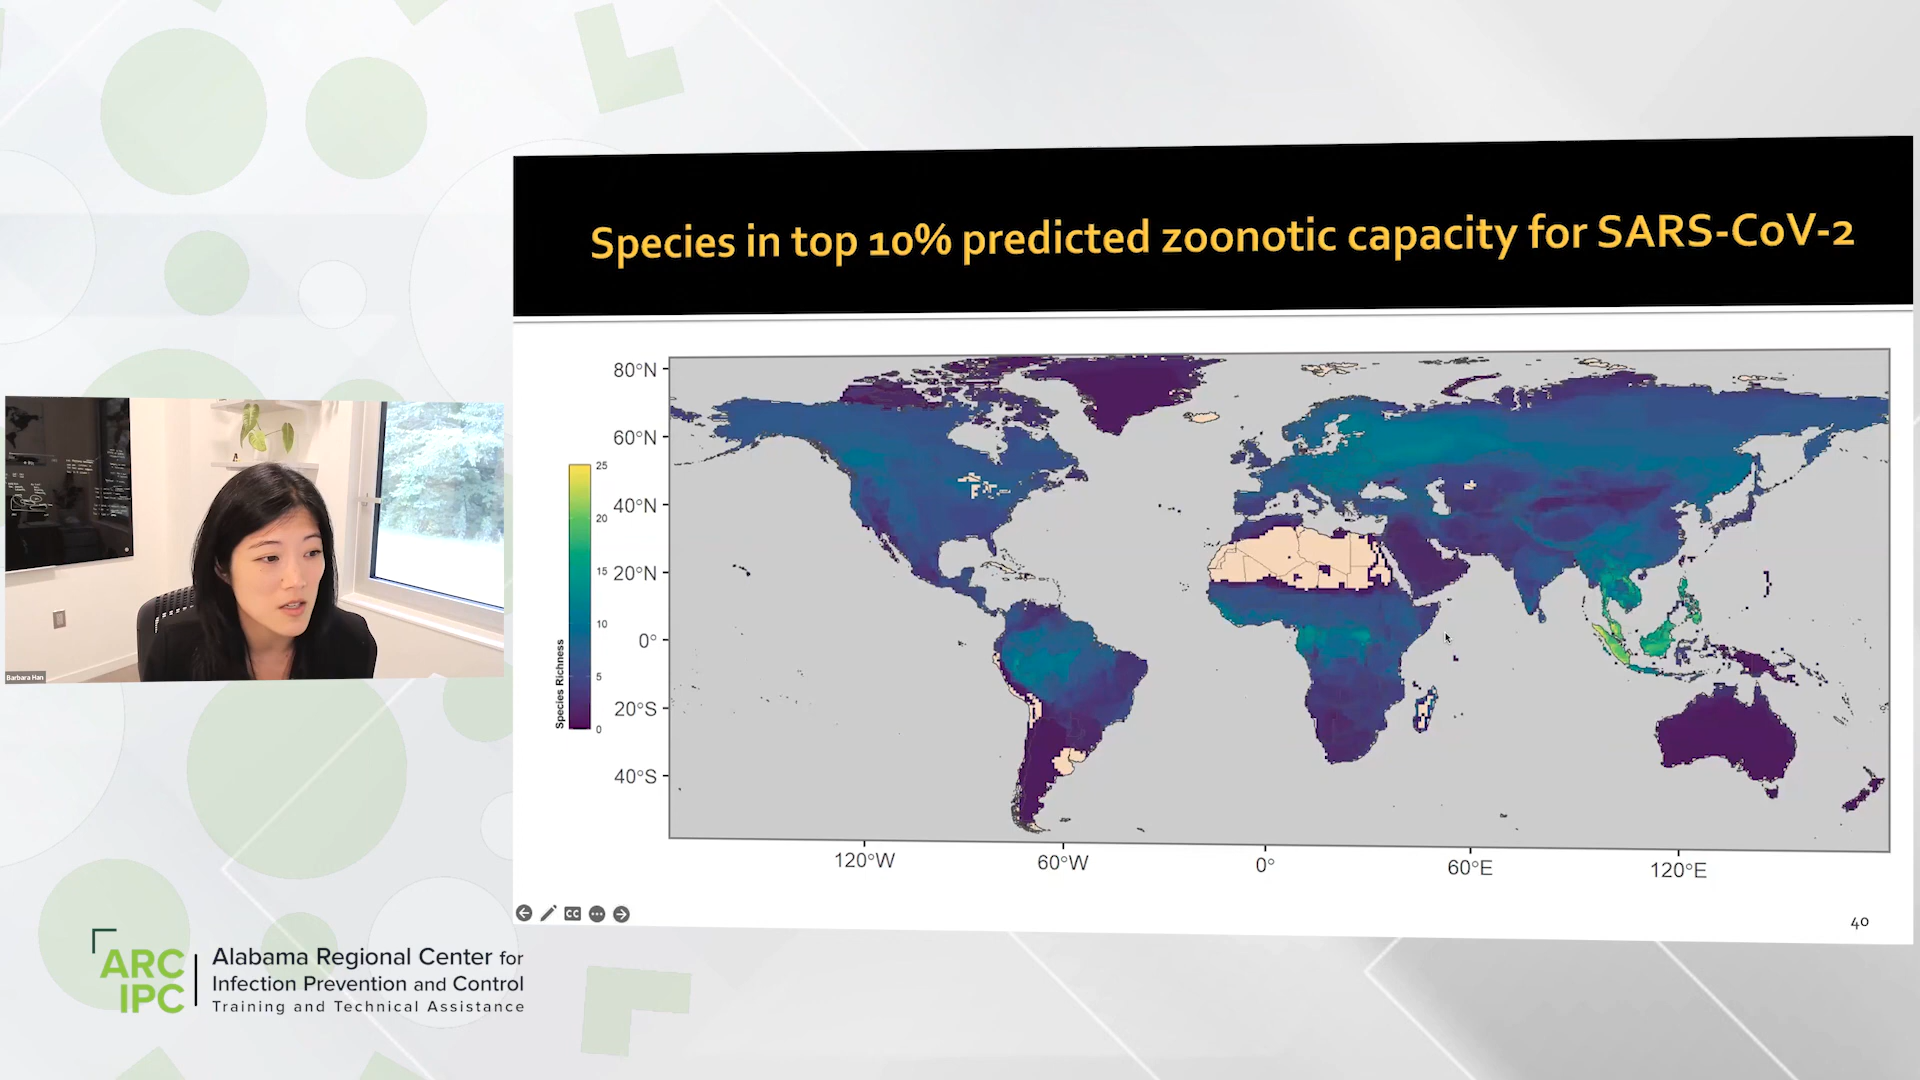 Species in top 10% predicted zoonotic capacity for SARS-CoV-2
80°N
60°N
40°N
20°N
0°
20°S
40°S
120°W
60°W
0°
60°E
120°E
Species Richness
25
20
15
10
5
0
CC
40
Barbara Han
ARC
IPC
Alabama Regional Center for
Infection Prevention and Control
Training and Technical Assistance